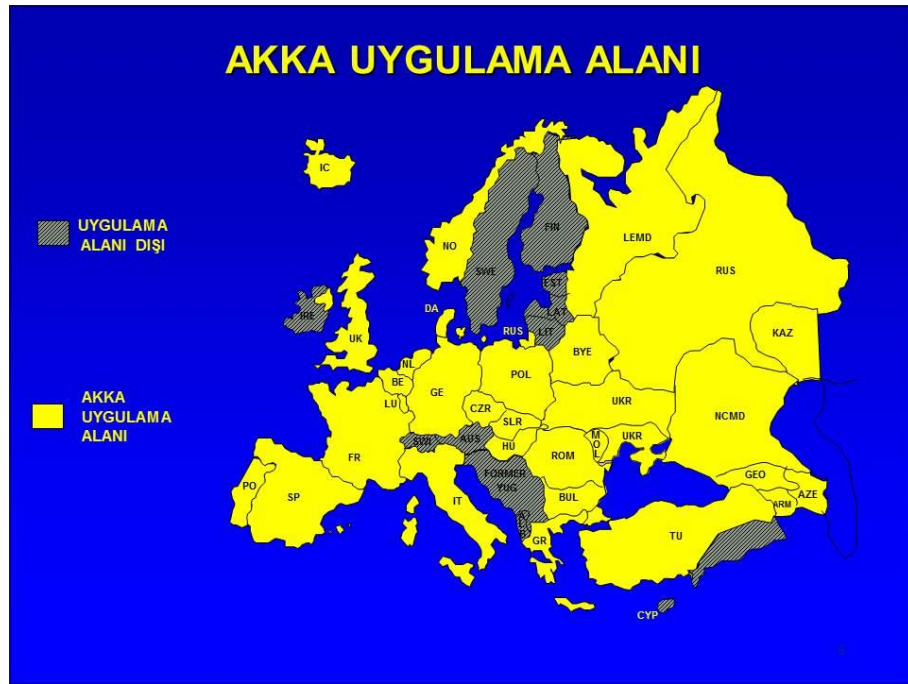 AKKA UYGULAMA ALANI
IC
UYGULAMA
ALANI DIŞI
NO
SWE
FIN
LEMD
RUS
EST
LAT
LIT
RUS
DA
IRE
UK
KAZ
BYE
NL
BE
LU
GE
POL
AKKA
UYGULAMA
ALANI
CZR
SLR
UKR
NCMD
SWI
AUS
HU
MOL
UKR
FR
ROM
FORMER
YUG
GEO
PO
SP
IT
BUL
ARM
AZE
ALB
GR
TU
CYP
6